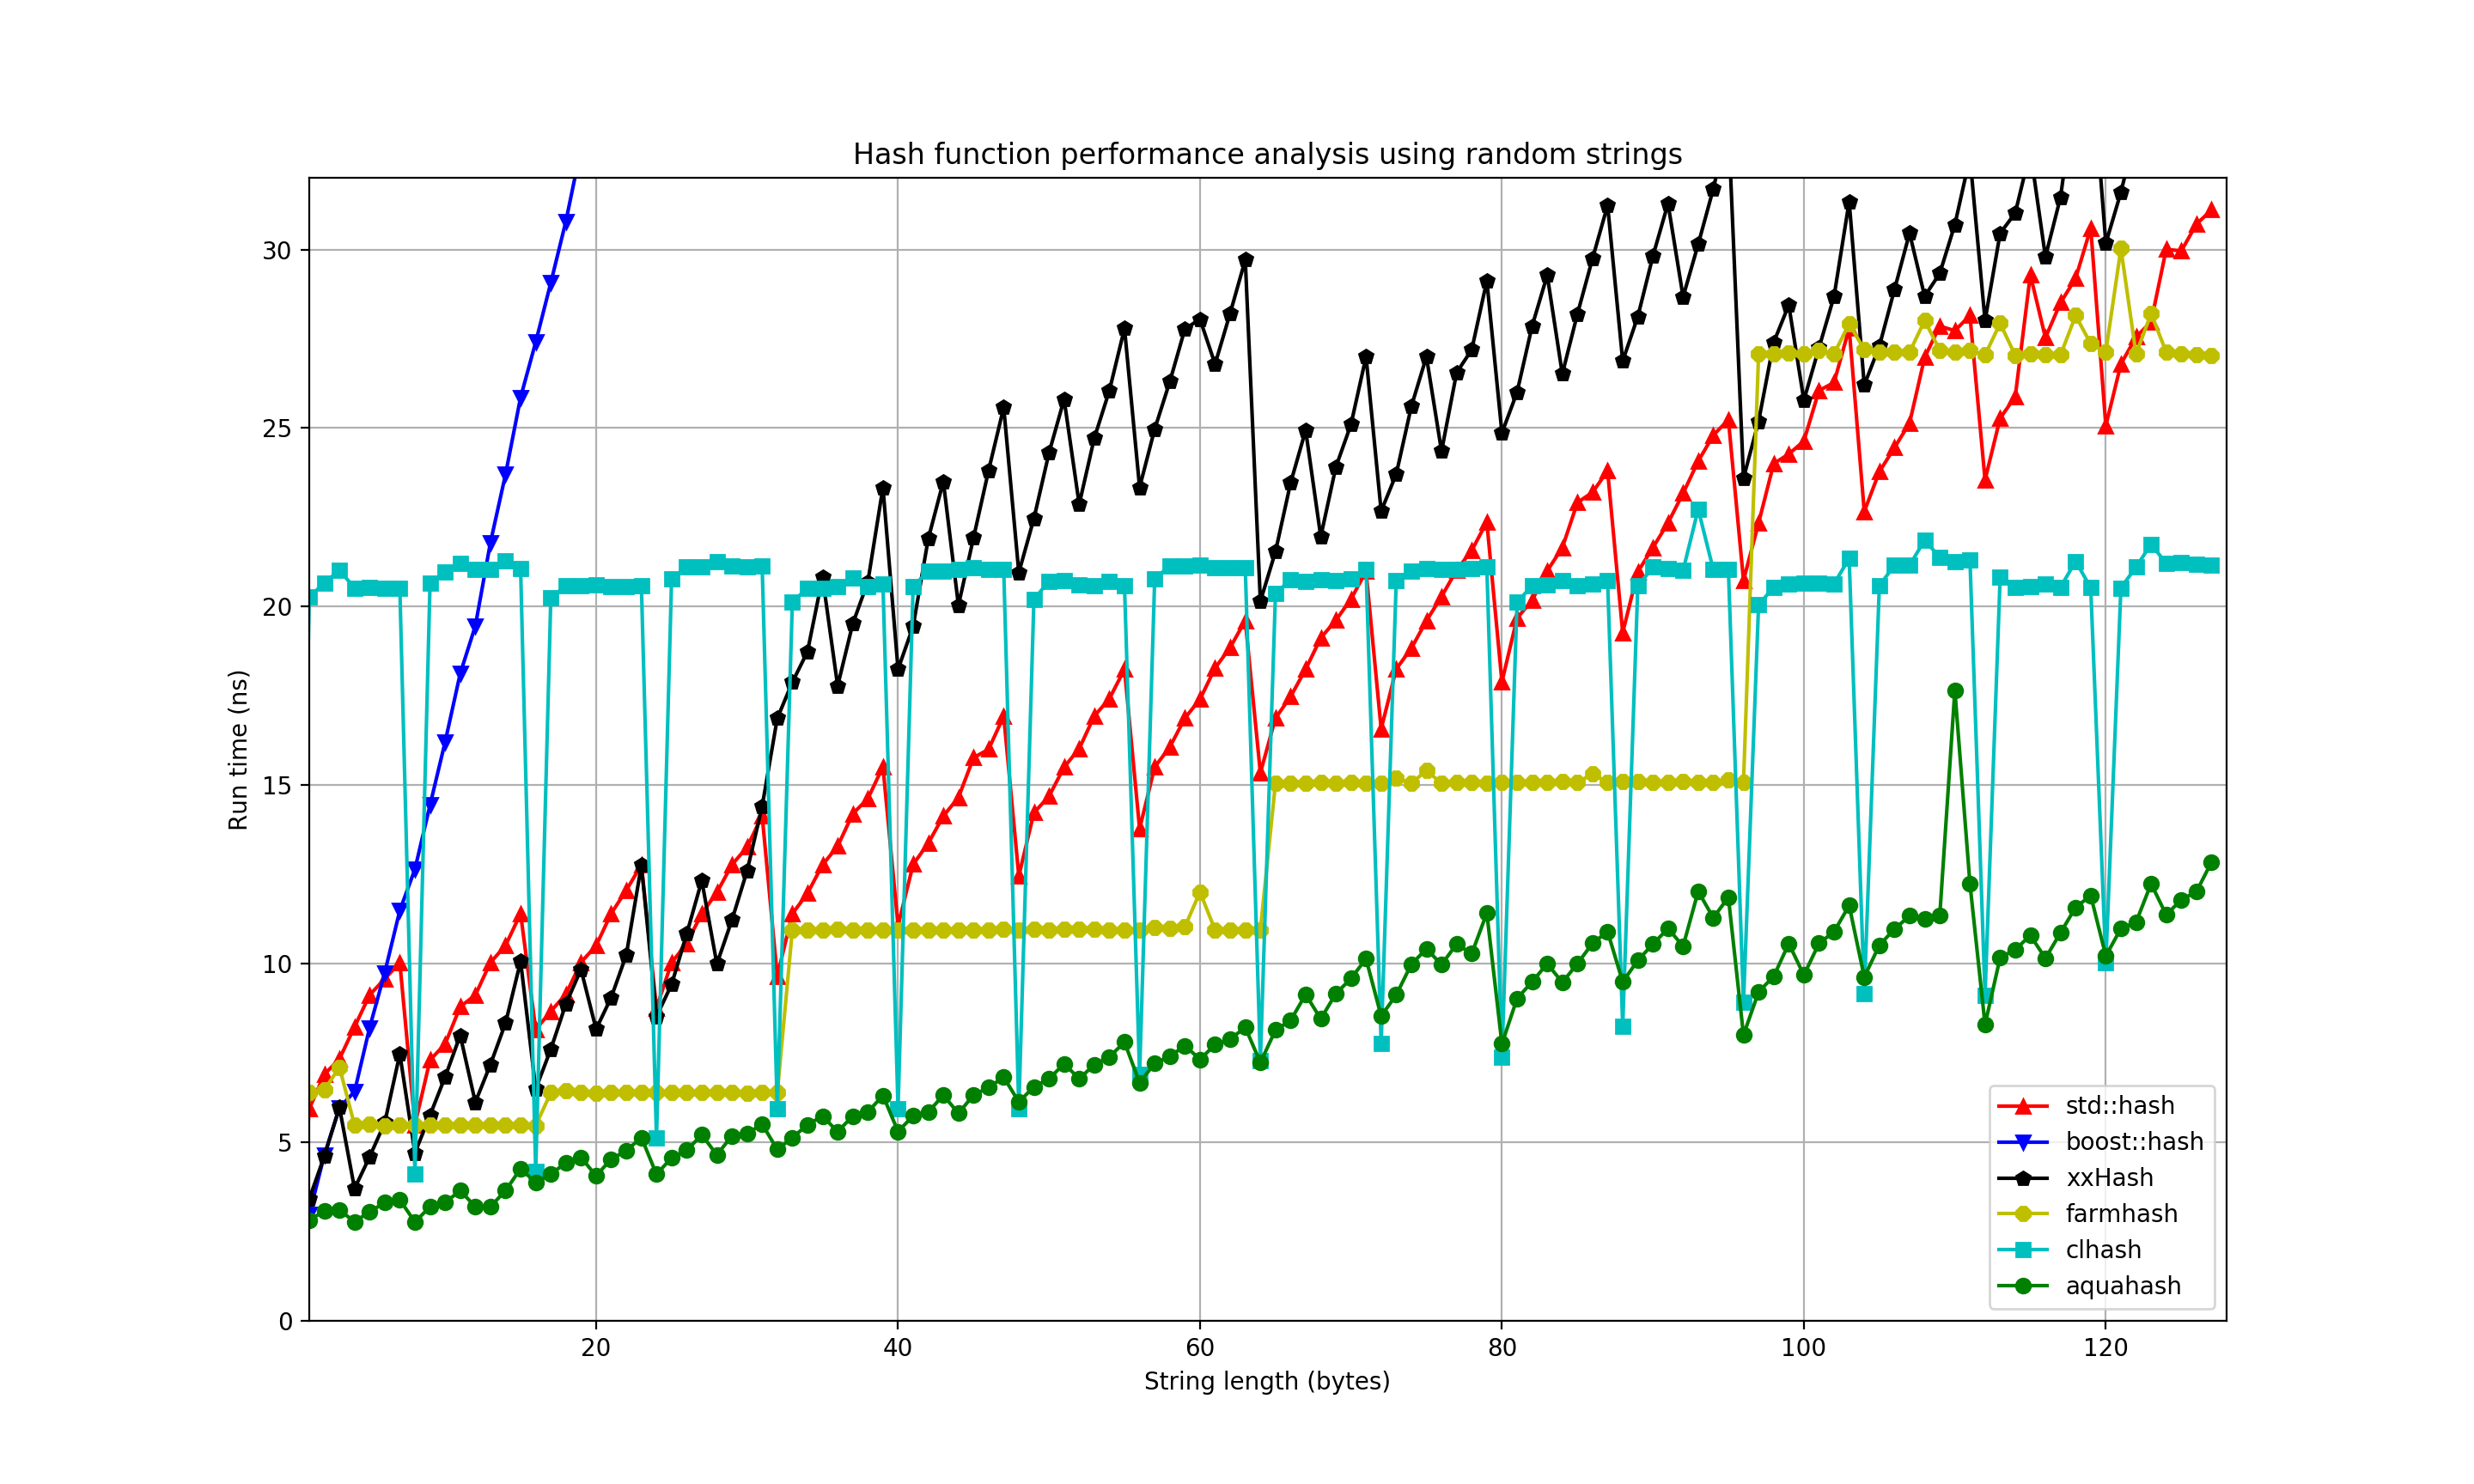 Hash function performance analysis using random strings
Run time (ns)
30
25
20
15
10
5
0
20 40 60 80 100 120
String length (bytes)
std::hash
boost::hash
xxHash
farmhash
clhash
aquahash